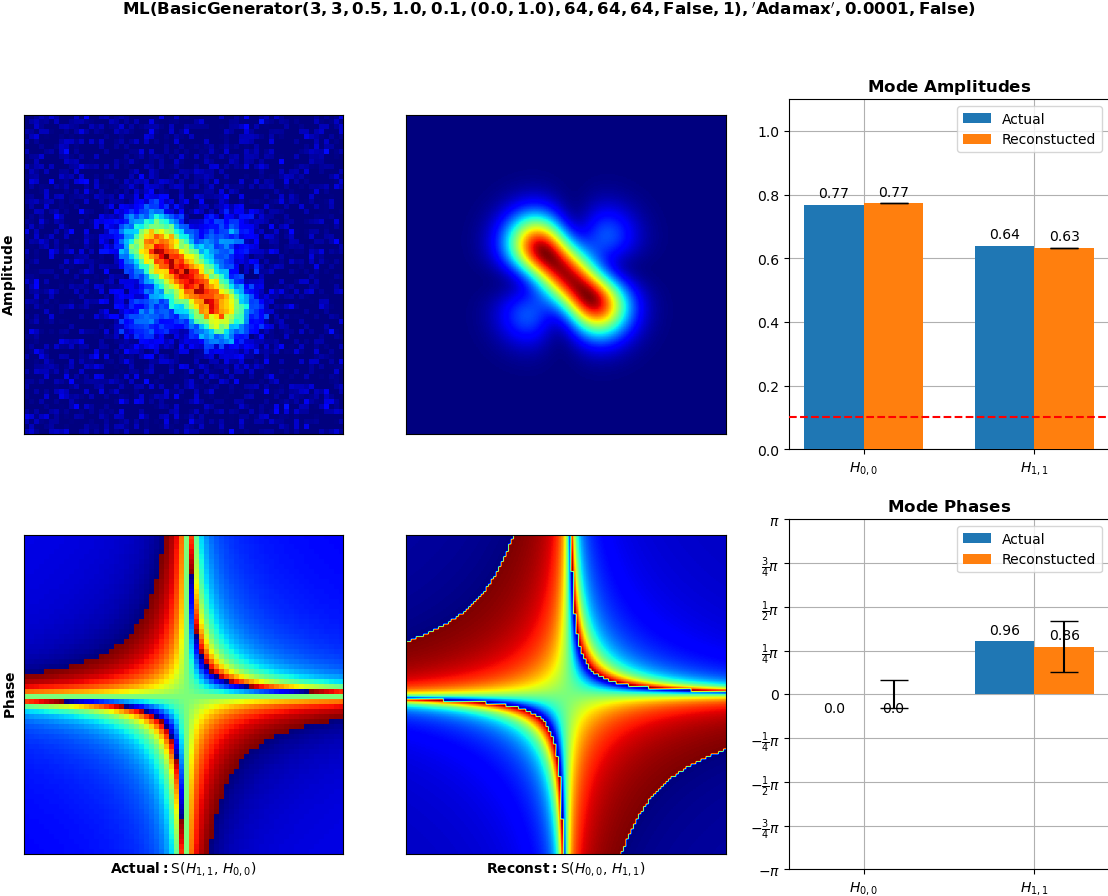 ML(BasicGenerator(3, 3, 0.5, 1.0, 0.1, (0.0, 1.0), 64, 64, 64, False, 1), ′Adamax′, 0.0001, False)
Amplitude
Mode Amplitudes
Actual
Reconstucted
1.0
0.8
0.6
0.4
0.2
0.0
0.77
0.77
0.64
0.63
H0,0
H1,1
Phase
Actual: S(H1,1, H0,0)
Reconst: S(H0,0, H1,1)
Mode Phases
Actual
Reconstucted
π
3/4π
1/2π
1/4π
0
−1/4π
−1/2π
−3/4π
−π
0.0
0.0
0.96
0.86
H0,0
H1,1